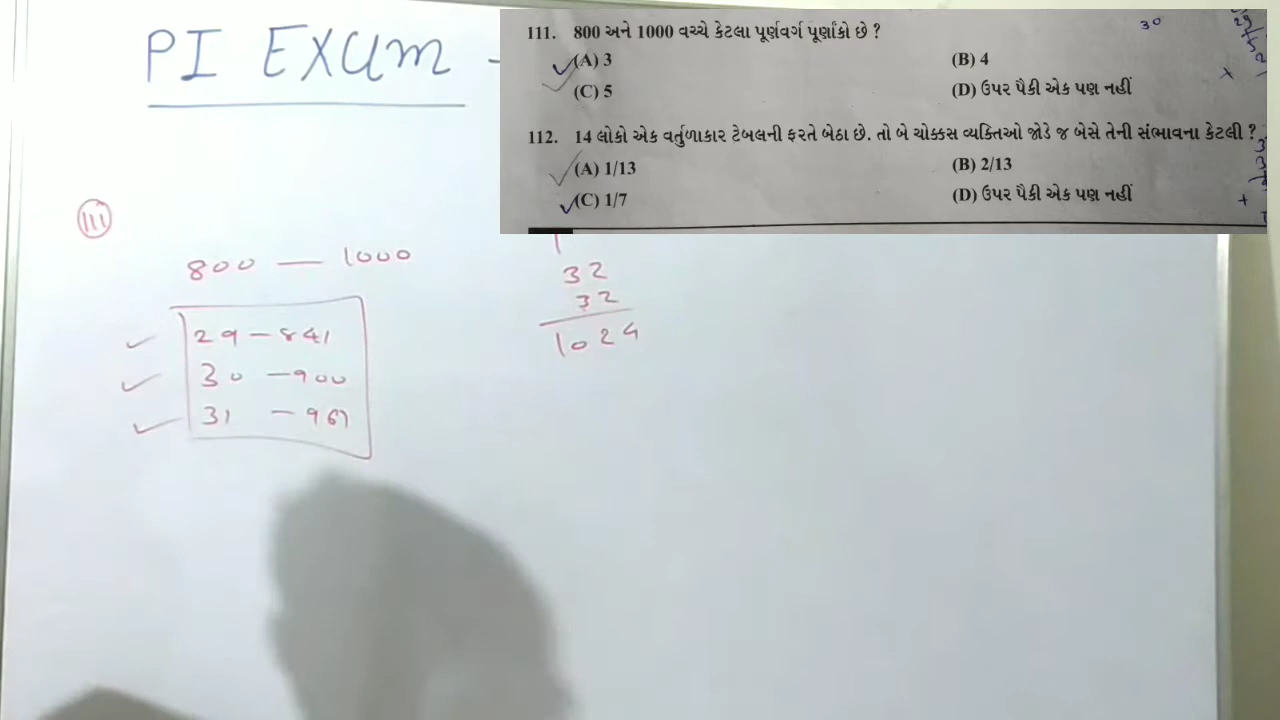 PI EXAM -
111. 800 અને 1000 વચ્ચે કેટલા પૂર્ણવર્ગ પૂર્ણાંકો છે ?
(A) 3 (B) 4
(C) 5 (D) ઉપર પૈકી એક પણ નહીં
112. 14 લોકો એક વર્તુળાકાર ટેબલની ફરતે બેઠા છે. તો બે ચોક્કસ વ્યક્તિઓ જોડે જ બેસે તેની સંભાવના કેટલી ?
(A) 1/13 (B) 2/13
(C) 1/7 (D) ઉપર પૈકી એક પણ નહીં
30
111
800 — 1000
29 — 841
30 — 900
31 — 961
32
32
1024